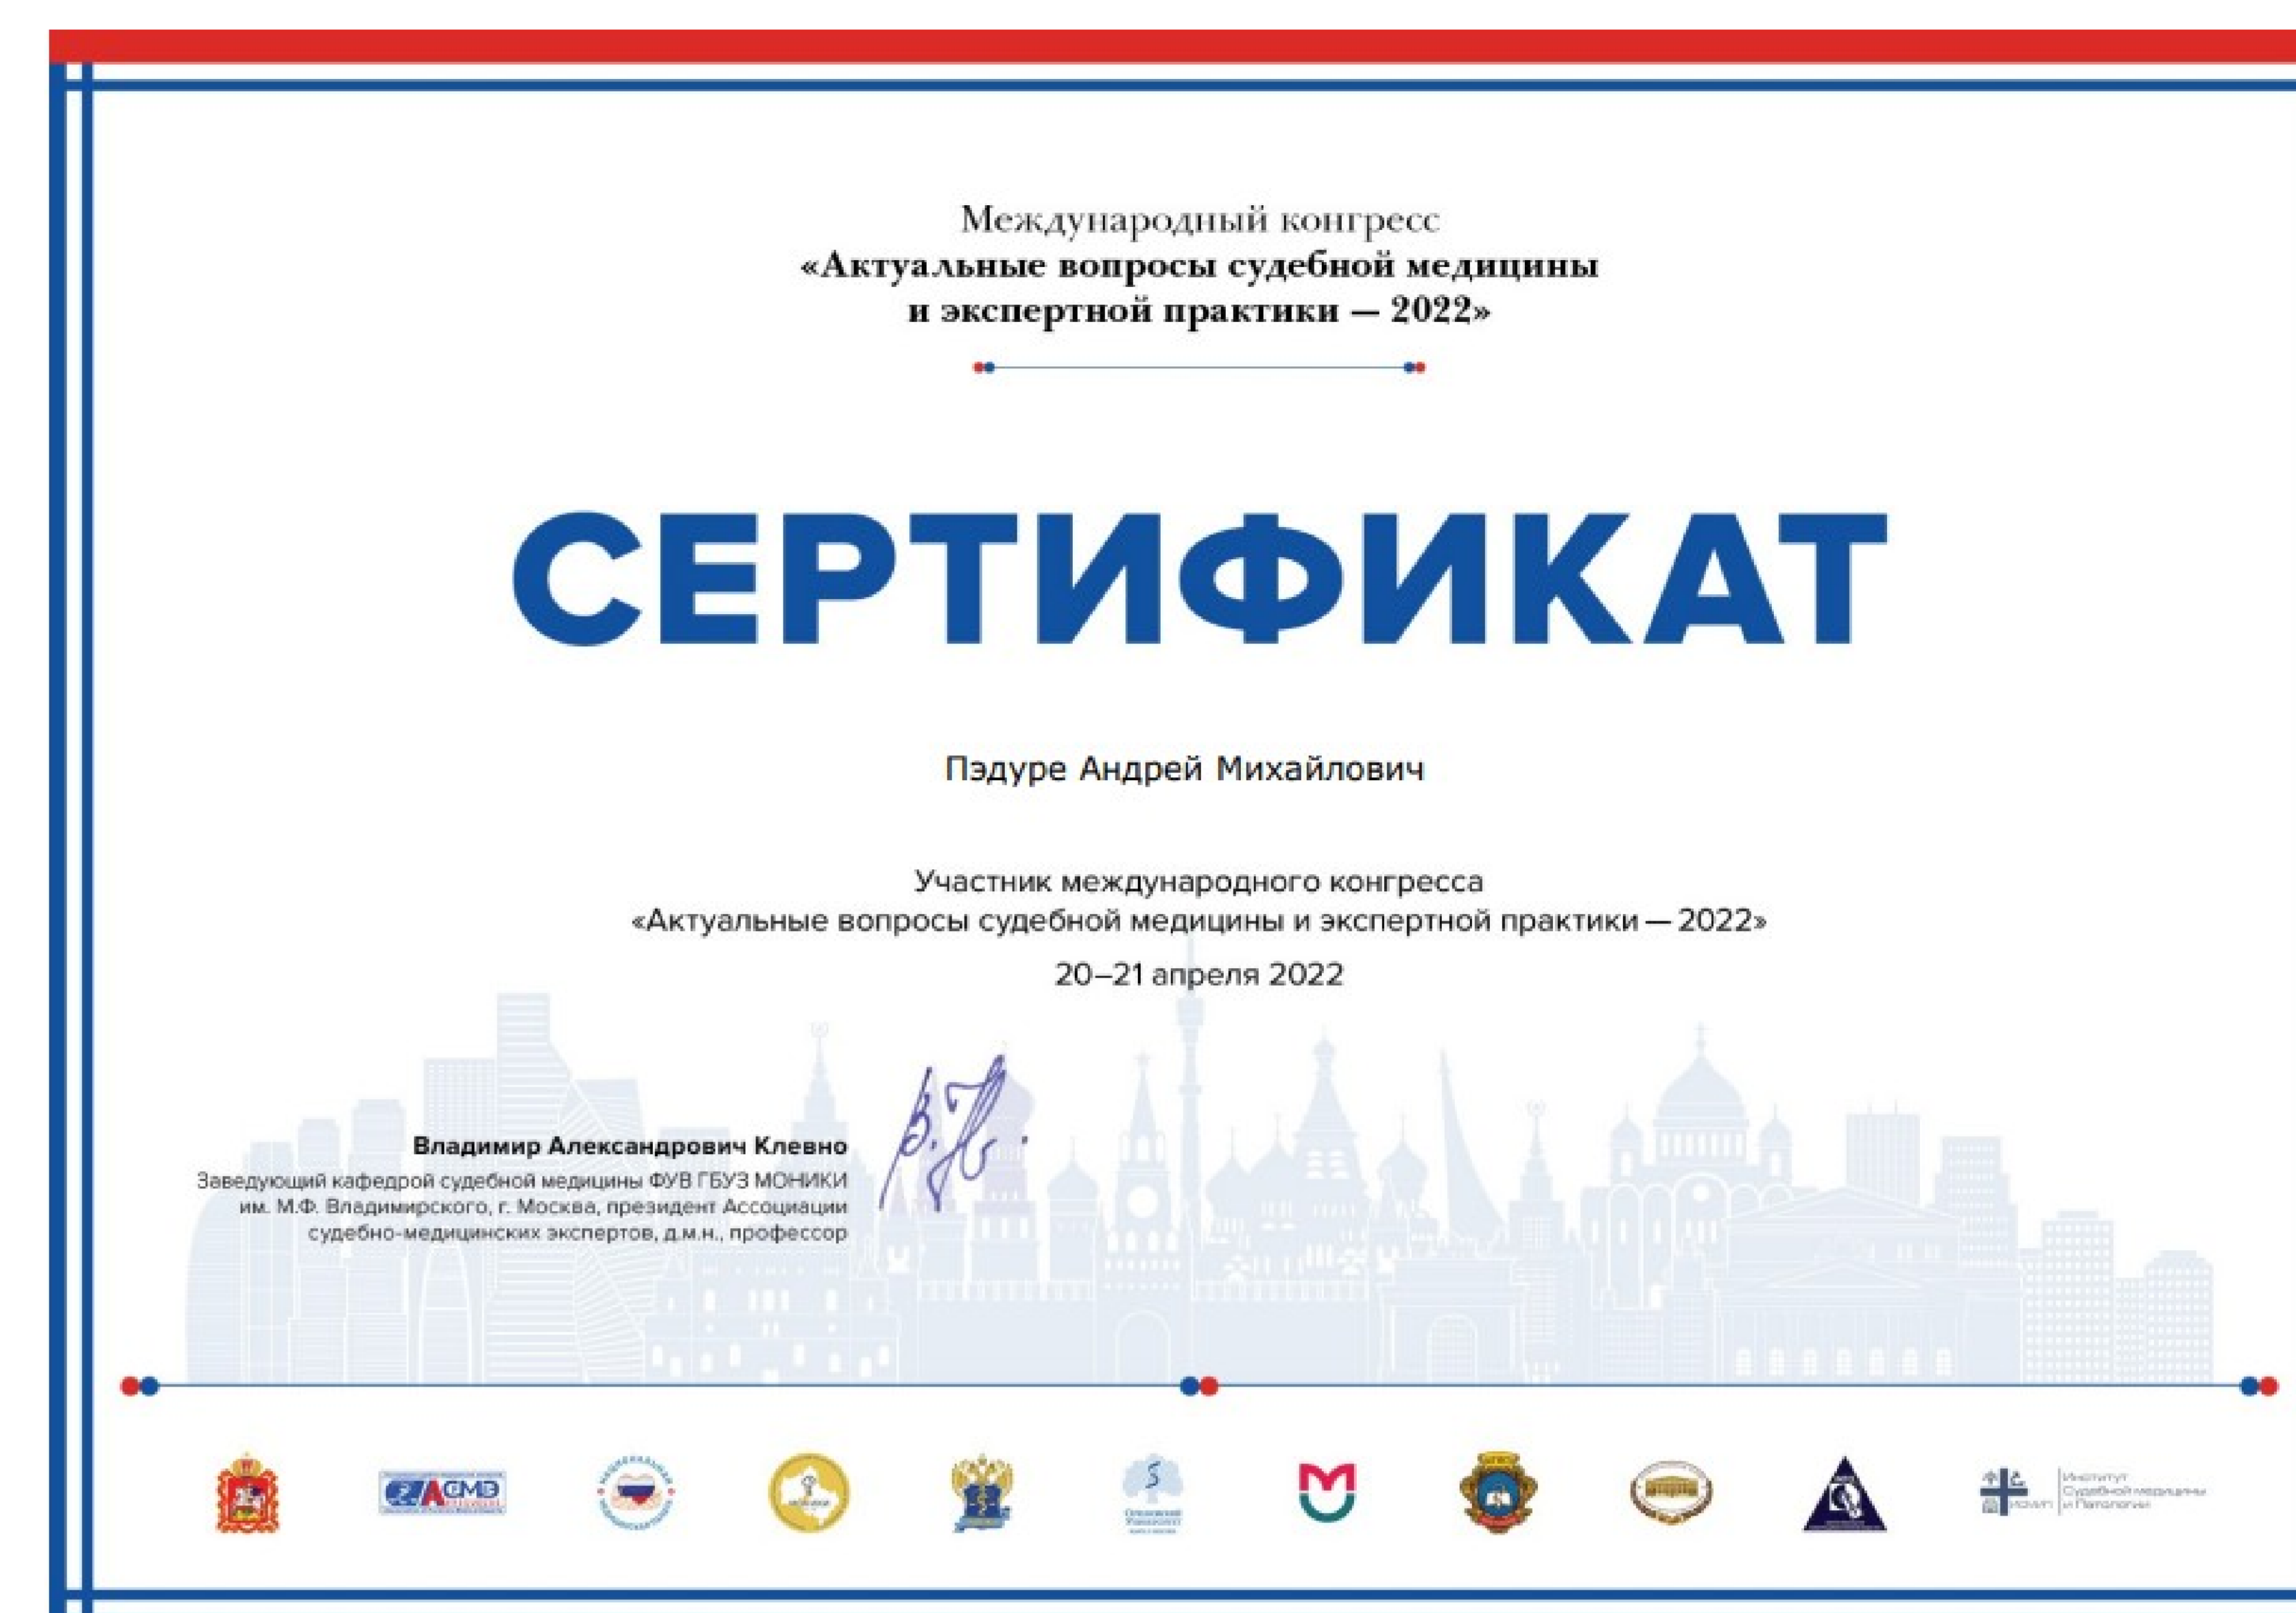 Международный конгресс
«Актуальные вопросы судебной медицины
и экспертной практики — 2022»
СЕРТИФИКАТ
Пэдуре Андрей Михайлович
Участник международного конгресса
«Актуальные вопросы судебной медицины и экспертной практики — 2022»
20–21 апреля 2022
Владимир Александрович Клевно
Заведующий кафедрой судебной медицины ФУВ ГБУЗ МОНИКИ
им. М.Ф. Владимирского, г. Москва, президент Ассоциации
судебно-медицинских экспертов, д.м.н., профессор
АСМЭ
НАЦИОНАЛЬНАЯ
Институт
Судебной медицины
и Патологии